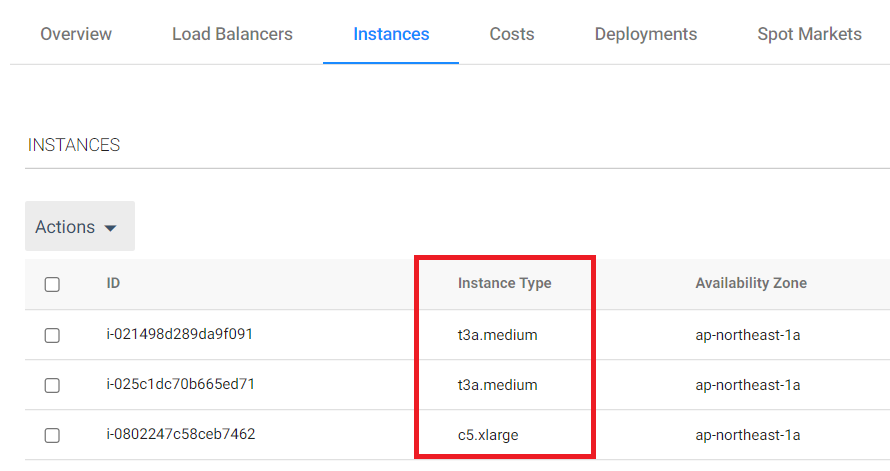 Overview Load Balancers Instances Costs Deployments Spot Markets
INSTANCES
Actions
ID Instance Type Availability Zone
i-021498d289da9f091 t3a.medium ap-northeast-1a
i-025c1dc70b665ed71 t3a.medium ap-northeast-1a
i-0802247c58ceb7462 c5.xlarge ap-northeast-1a